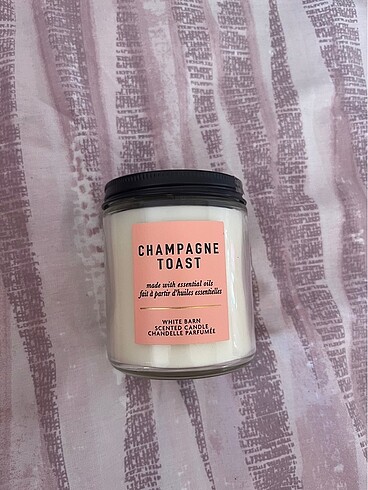 CHAMPAGNE
TOAST
made with essential oils
fait à partir d'huiles essentielles
WHITE BARN
SCENTED CANDLE
CHANDELLE PARFUMÉE